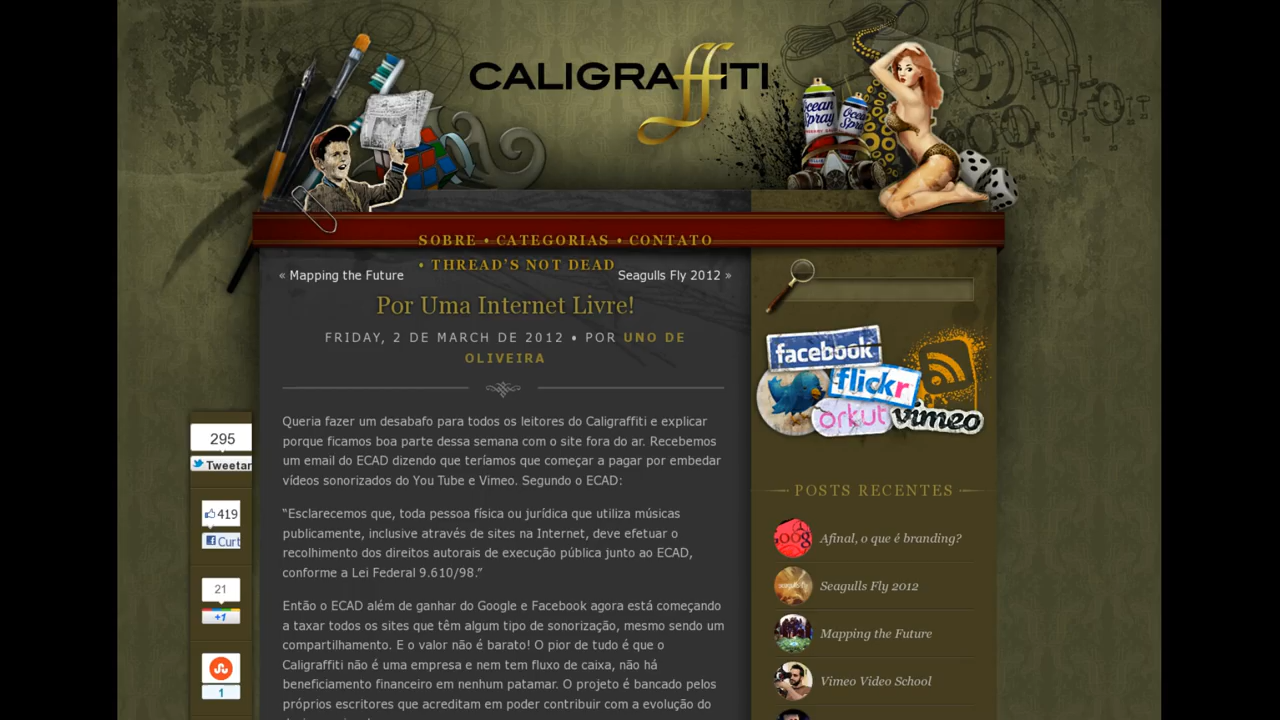 CALIGRAFFITI
Ocean Spray
Ocean Spray
SOBRE • CATEGORIAS • CONTATO
• THREAD'S NOT DEAD
« Mapping the Future
Seagulls Fly 2012 »
Por Uma Internet Livre!
FRIDAY, 2 DE MARCH DE 2012 • POR UNO DE
OLIVEIRA
Queria fazer um desabafo para todos os leitores do Caligraffiti e explicar
porque ficamos boa parte dessa semana com o site fora do ar. Recebemos
um email do ECAD dizendo que teríamos que começar a pagar por embedar
vídeos sonorizados do You Tube e Vimeo. Segundo o ECAD:
“Esclarecemos que, toda pessoa física ou jurídica que utiliza músicas
publicamente, inclusive através de sites na Internet, deve efetuar o
recolhimento dos direitos autorais de execução pública junto ao ECAD,
conforme a Lei Federal 9.610/98.”
Então o ECAD além de ganhar do Google e Facebook agora está começando
a taxar todos os sites que têm algum tipo de sonorização, mesmo sendo um
compartilhamento. E o valor não é barato! O pior de tudo é que o
Caligraffiti não é uma empresa e nem tem fluxo de caixa, não há
beneficiamento financeiro em nenhum patamar. O projeto é bancado pelos
próprios escritores que acreditam em poder contribuir com a evolução do
295
Tweetar
419
Curt
21
+1
1
facebook
flickr
orkut
vimeo
POSTS RECENTES
Afinal, o que é branding?
Seagulls Fly 2012
Mapping the Future
Vimeo Video School